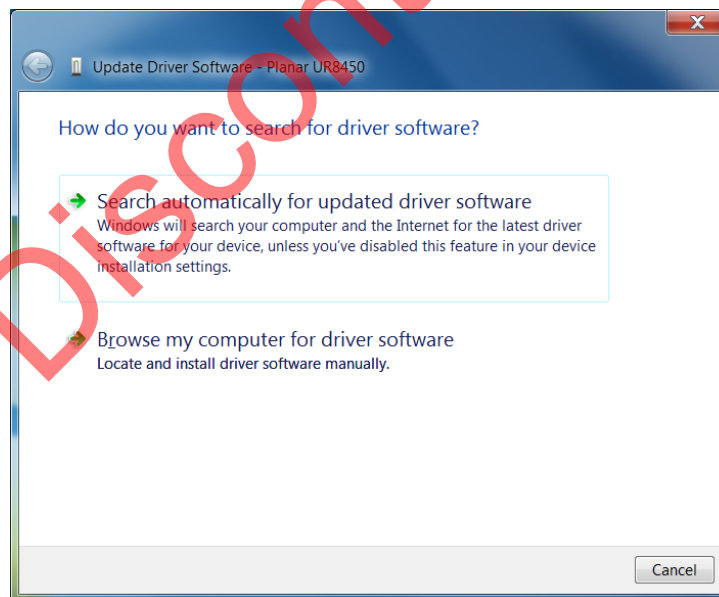 Update Driver Software - Planar UR8450
How do you want to search for driver software?
Search automatically for updated driver software
Windows will search your computer and the Internet for the latest driver
software for your device, unless you've disabled this feature in your device
installation settings.
Browse my computer for driver software
Locate and install driver software manually.
Cancel